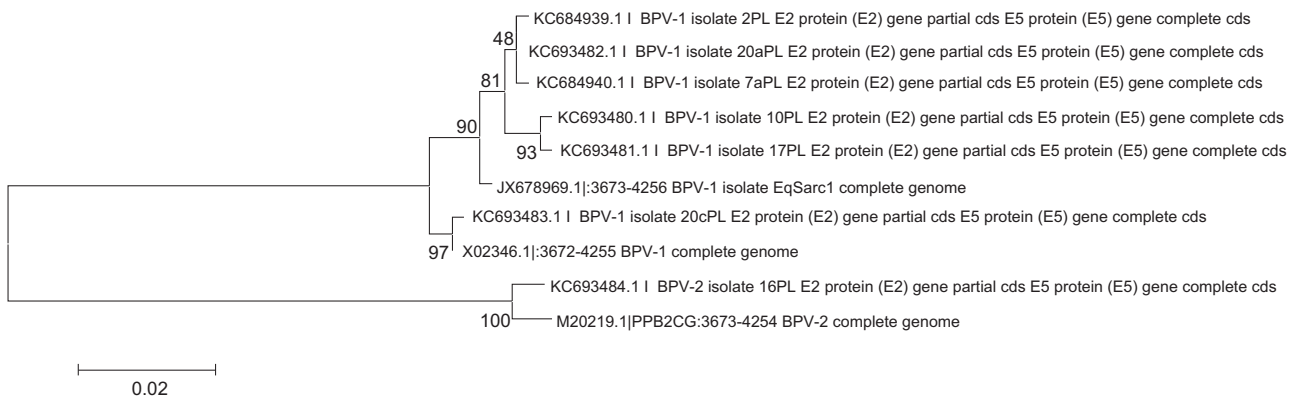 KC684939.1 I BPV-1 isolate 2PL E2 protein (E2) gene partial cds E5 protein (E5) gene complete cds
48
KC693482.1 I BPV-1 isolate 20aPL E2 protein (E2) gene partial cds E5 protein (E5) gene complete cds
81
KC684940.1 I BPV-1 isolate 7aPL E2 protein (E2) gene partial cds E5 protein (E5) gene complete cds
90
KC693480.1 I BPV-1 isolate 10PL E2 protein (E2) gene partial cds E5 protein (E5) gene complete cds
93
KC693481.1 I BPV-1 isolate 17PL E2 protein (E2) gene partial cds E5 protein (E5) gene complete cds
JX678969.1|:3673-4256 BPV-1 isolate EqSarc1 complete genome
KC693483.1 I BPV-1 isolate 20cPL E2 protein (E2) gene partial cds E5 protein (E5) gene complete cds
97
X02346.1|:3672-4255 BPV-1 complete genome
KC693484.1 I BPV-2 isolate 16PL E2 protein (E2) gene partial cds E5 protein (E5) gene complete cds
100
M20219.1|PPB2CG:3673-4254 BPV-2 complete genome
0.02